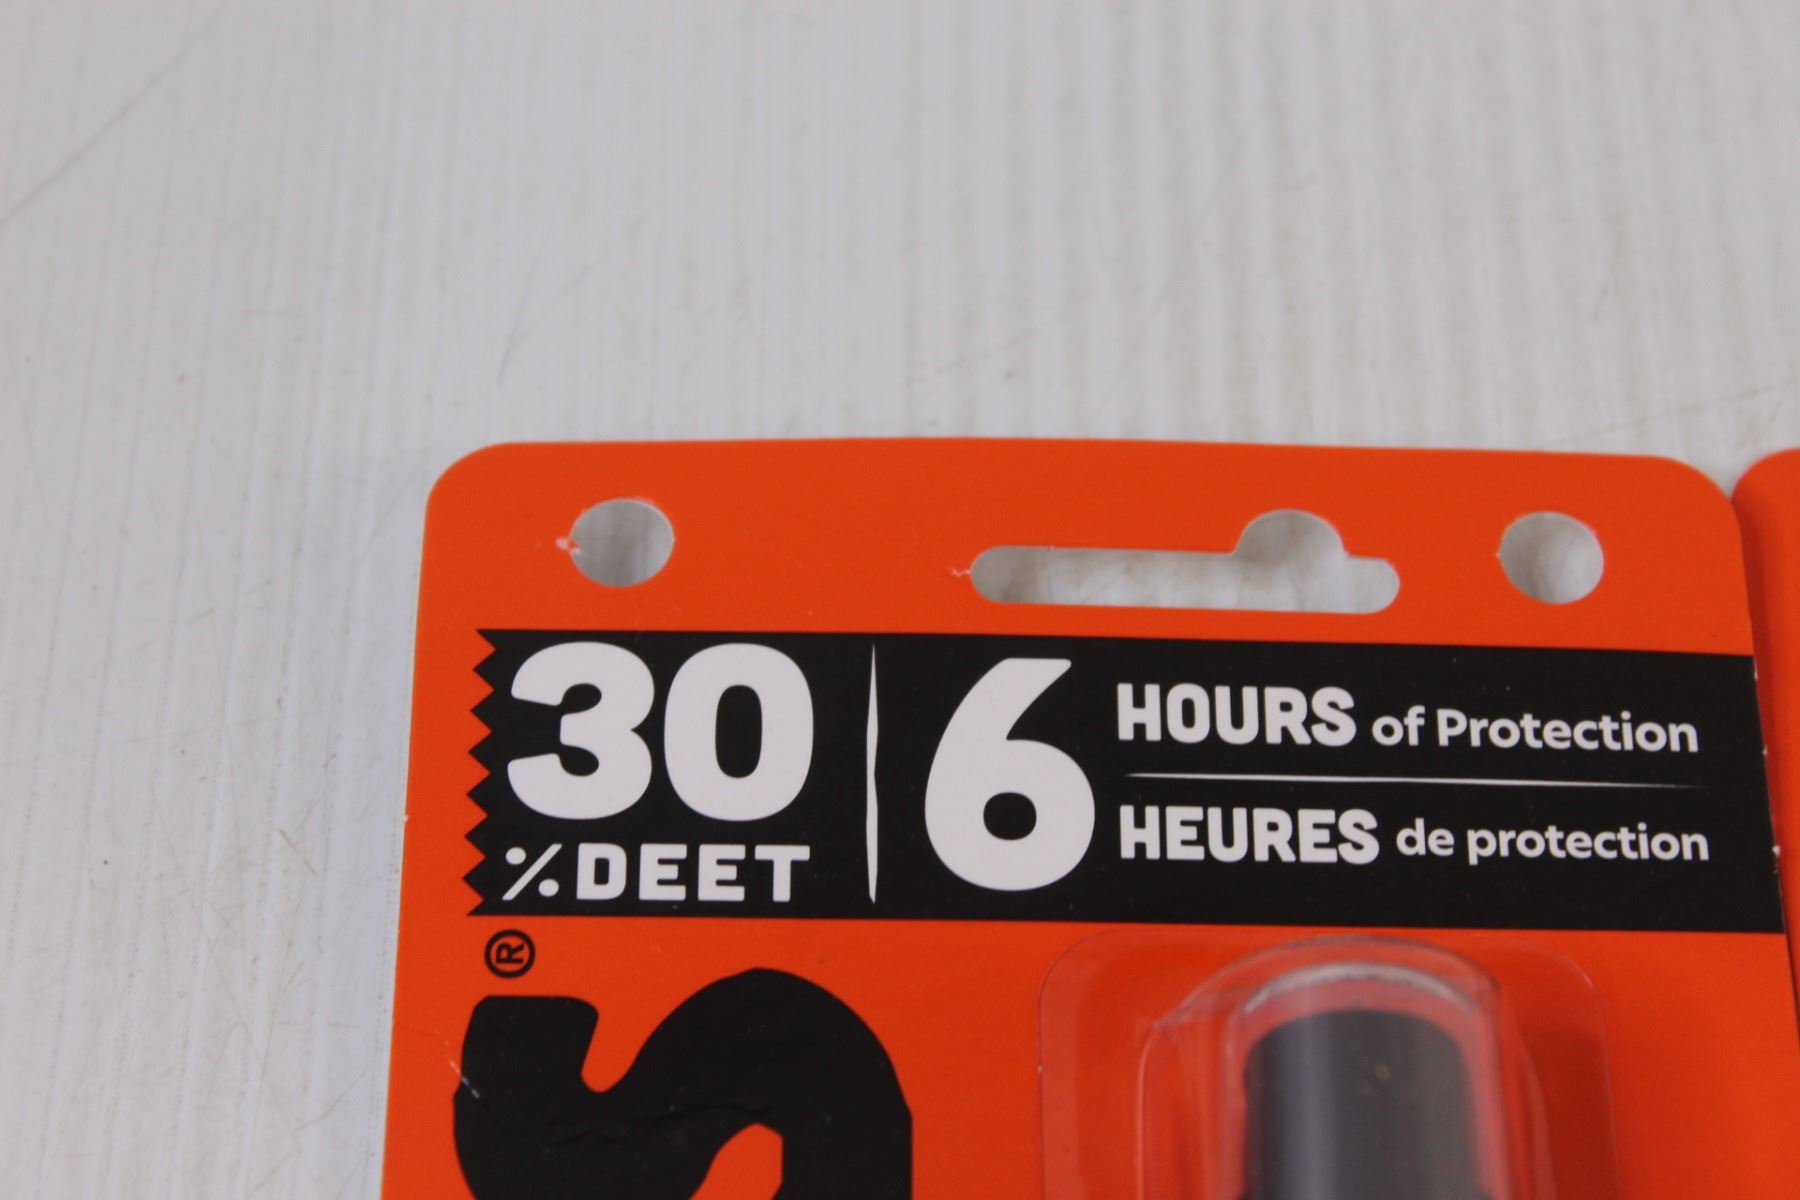 30
% DEET
6
HOURS of Protection
HEURES de protection
®